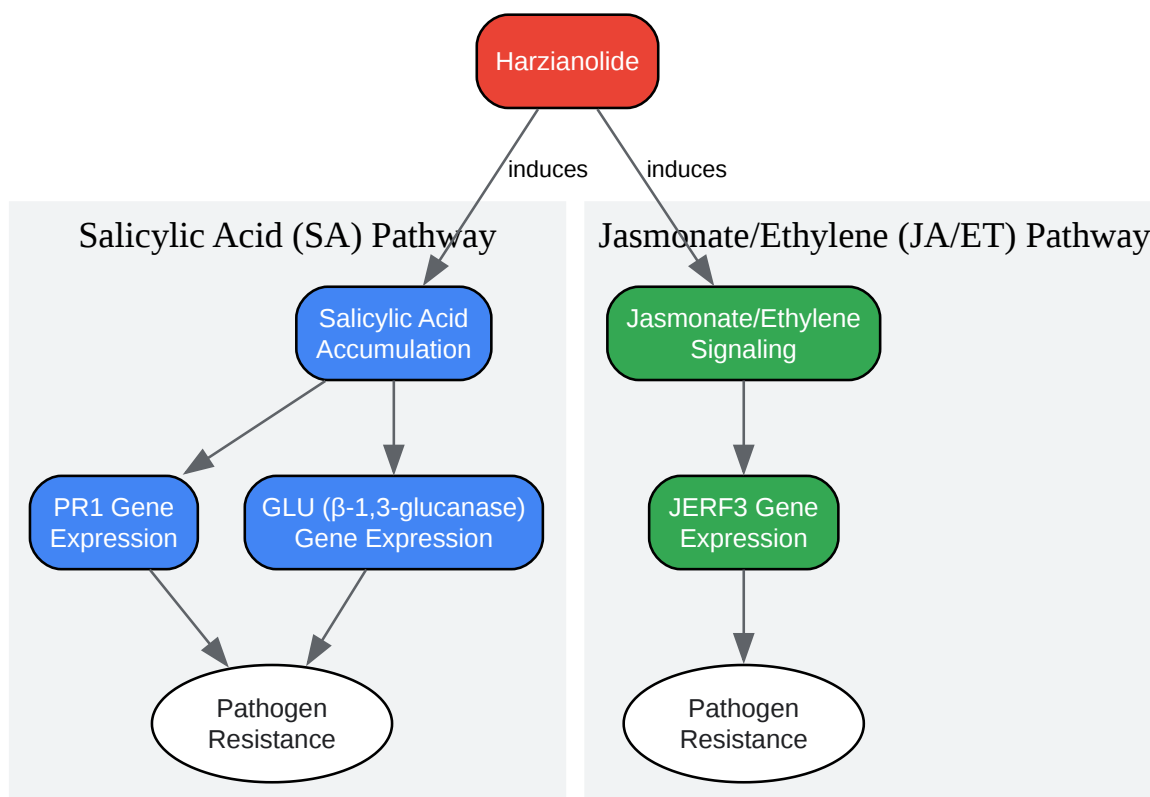 Harzianolide
induces
induces
Salicylic Acid (SA) Pathway
Jasmonate/Ethylene (JA/ET) Pathway
Salicylic Acid
Accumulation
Jasmonate/Ethylene
Signaling
PR1 Gene
Expression
GLU (β-1,3-glucanase)
Gene Expression
JERF3 Gene
Expression
Pathogen
Resistance
Pathogen
Resistance